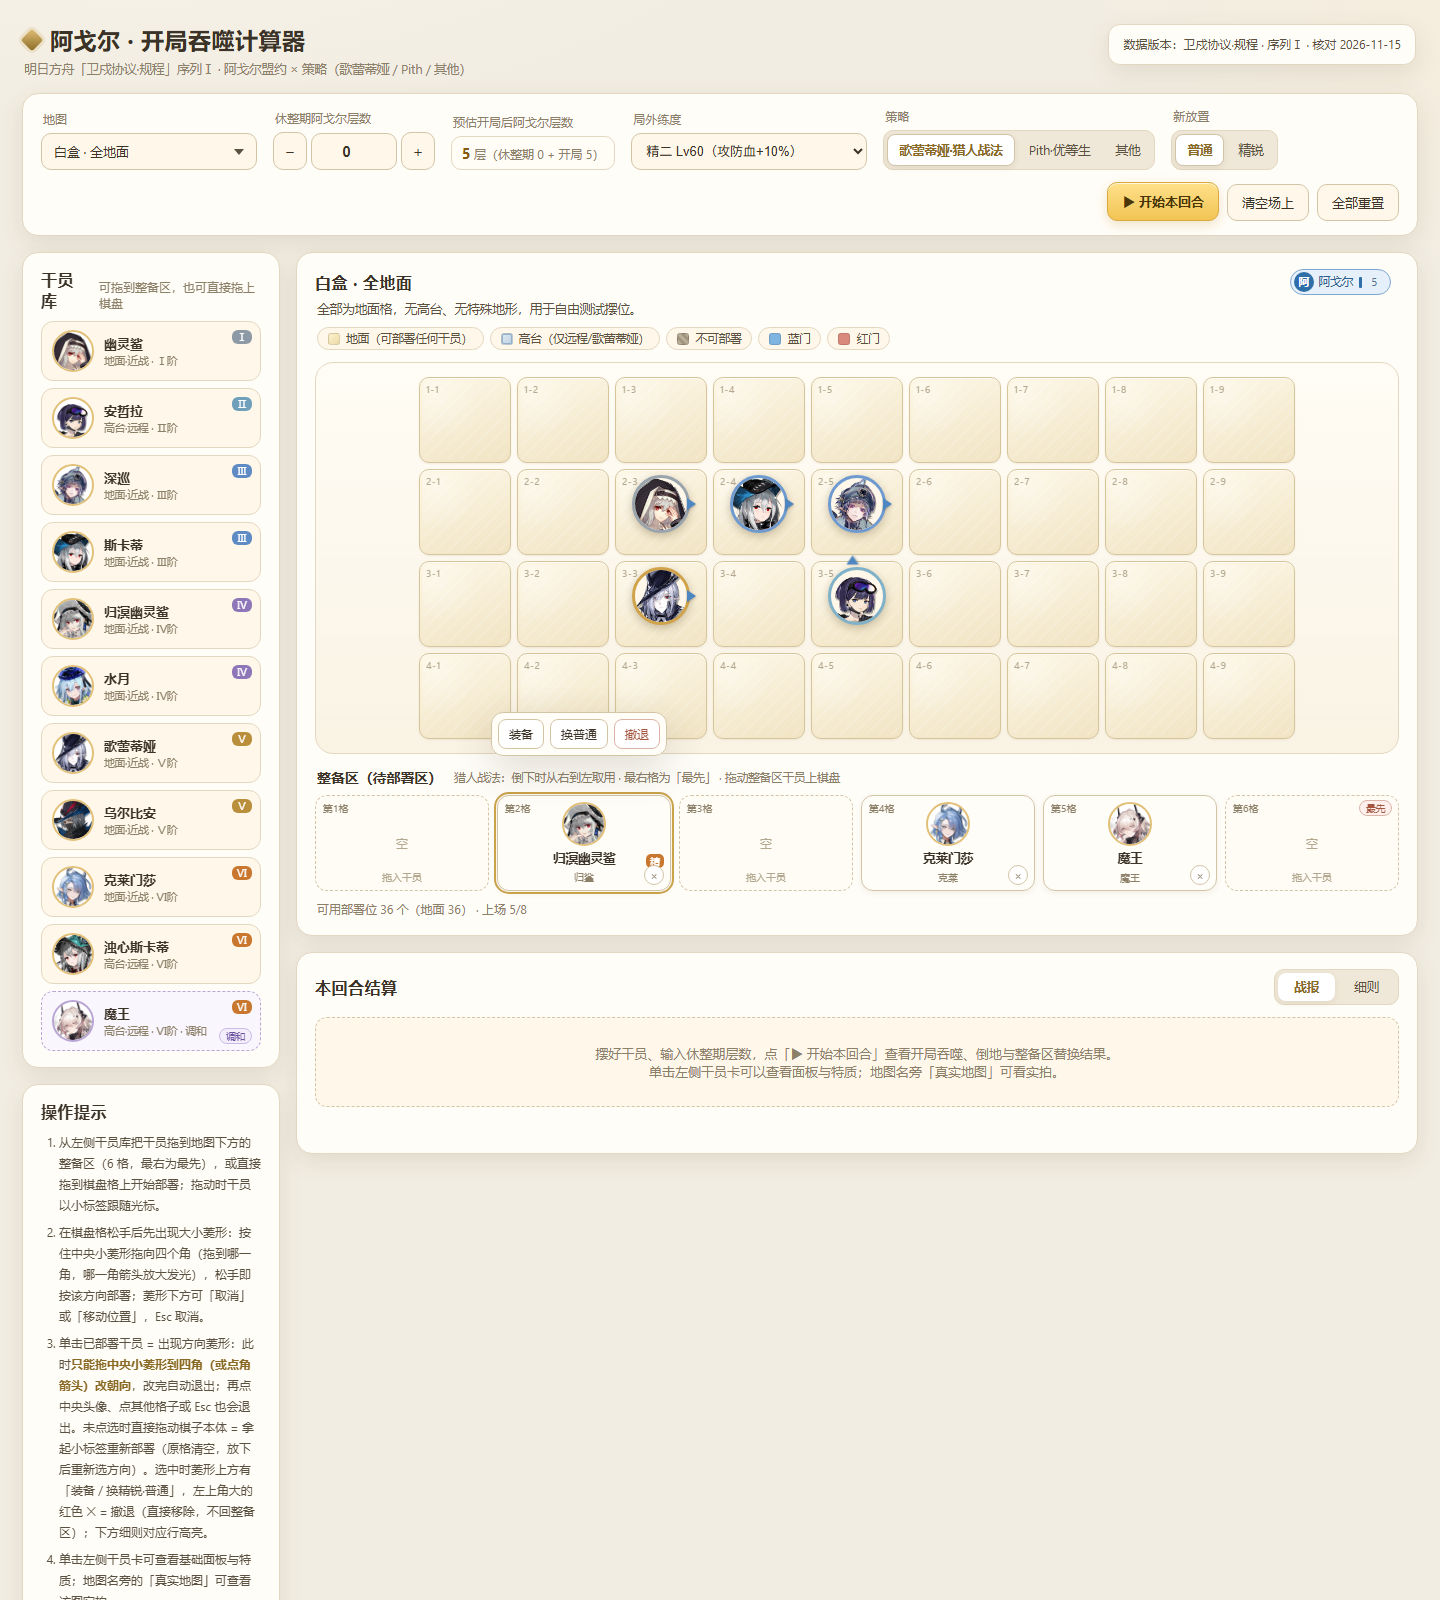 阿戈尔 · 开局吞噬计算器
明日方舟「卫戍协议·规程」序列 I · 阿戈尔盟约 × 策略（歌蕾蒂娅 / Pith / 其他）
数据版本：卫戍协议·规程 · 序列 I · 核对 2026-11-15
地图
白盒 · 全地面
休整期阿戈尔层数
− 0 +
预估开局后阿戈尔层数
5 层（休整期 0 + 开局 5）
局外练度
精二 Lv60（攻防血+10%）
策略
歌蕾蒂娅·猎人战法 Pith·优等生 其他
新放置
普通 精锐
▶ 开始本回合 清空场上 全部重置
干员库
可拖到整备区，也可直接拖上棋盘
幽灵鲨 I
地面·近战 · I阶
安哲拉 II
高台·远程 · II阶
深巡 III
地面·近战 · III阶
斯卡蒂 III
地面·近战 · III阶
归溟幽灵鲨 IV
地面·近战 · IV阶
水月 IV
地面·近战 · IV阶
歌蕾蒂娅 V
地面·近战 · V阶
乌尔比安 V
地面·近战 · V阶
克莱门莎 VI
地面·近战 · VI阶
浊心斯卡蒂 VI
高台·远程 · VI阶
魔王 VI
高台·远程 · VI阶 · 调和 调和
操作提示
1. 从左侧干员库把干员拖到地图下方的
整备区（6 格，最右为最先），或直接
拖到棋盘格上开始部署；拖动时干员
以小标签跟随光标。
2. 在棋盘格松手后先出现大小菱形：按
住中央小菱形拖向四个角（拖到哪一
角，哪一角箭头放大发光），松手即
按该方向部署；菱形下方可「取消」
或「移动位置」，Esc 取消。
3. 单击已部署干员 = 出现方向菱形：此
时只能拖中央小菱形到四角（或点角
箭头）改朝向，改完自动退出；再点
中央头像、点其他格子或 Esc 也会退
出。未点选时直接拖动棋子本体 = 拿
起小标签重新部署（原格清空，放下
后重新选方向）。选中时菱形上方有
「装备 / 换精锐·普通」，左上角大的
红色 × = 撤退（直接移除，不回整备
区）；下方细则对应行高亮。
4. 单击左侧干员卡可查看基础面板与特
质；地图名旁的「真实地图」可查看
白盒 · 全地面
阿 阿戈尔 5
全部为地面格，无高台、无特殊地形，用于自由测试摆位。
地面（可部署任何干员） 高台（仅远程/歌蕾蒂娅） 不可部署 蓝门 红门
1-1 1-2 1-3 1-4 1-5 1-6 1-7 1-8 1-9
2-1 2-2 2-3 2-4 2-5 2-6 2-7 2-8 2-9
3-1 3-2 3-3 3-4 3-5 3-6 3-7 3-8 3-9
4-1 4-2 4-3 4-4 4-5 4-6 4-7 4-8 4-9
装备 换普通 撤退
整备区（待部署区） 猎人战法：倒下时从右到左取用 · 最右格为「最先」 · 拖动整备区干员上棋盘
第1格 空 拖入干员
第2格 归溟幽灵鲨 归鲨 ×
第3格 空 拖入干员
第4格 克莱门莎 克莱 ×
第5格 魔王 魔王 ×
第6格 最先 空 拖入干员
可用部署位 36 个（地面 36） · 上场 5/8
本回合结算
战报 细则
摆好干员、输入休整期层数，点「▶ 开始本回合」查看开局吞噬、倒地与整备区替换结果。
单击左侧干员卡可以查看面板与特质；地图名旁「真实地图」可看实拍。